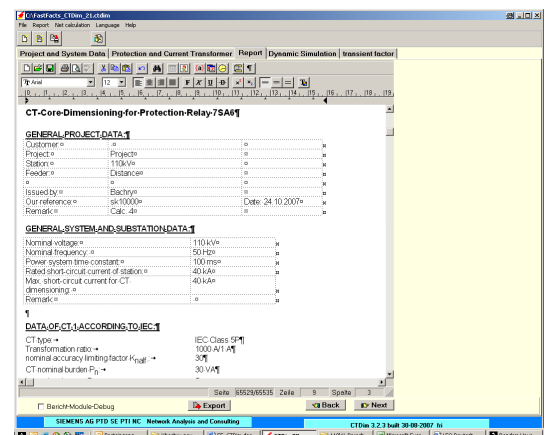 C:\FastFacts_CTDim_21.ctdim
File Report Net calculation Language Help
Project and System Data Protection and Current Transformer Report Dynamic Simulation transient factor
Arial 12
CT-Core-Dimensioning-for-Protection-Relay-7SA6¶
GENERAL·PROJECT·DATA:¶
Customer:¤ ·¤ ¤
Project:¤ Project¤ ¤
Station:¤ 110kV¤ ¤
Feeder:¤ Distance¤ ¤
¤ ¤ ¤
Issued·by:¤ Bachry¤ ¤
Our·reference:¤ sk10000¤ Date:·24.10.2007¤
Remark:¤ Calc.·4¤ ¤
GENERAL·SYSTEM·AND·SUBSTATION·DATA:¶
Nominal·voltage:¤ 110·kV¤
Nominal·frequency:¤ 50·Hz¤
Power·system·time·constant:¤ 100·ms¤
Rated·short-circuit·current·of·station:¤ 40·kA¤
Max.·short-circuit·current·for·CT· 40·kA¤
dimensioning:¤
Remark:¤ ·¤
¶
DATA·OF·CT·1·ACCORDING·TO·IEC:¶
CT·type:→ IEC·Class·5P¶
Transformation·ratio:→ 1000·A/1·A¶
nominal·accuracy·limiting·factor·Knalf:→ 30¶
CT·nominal·burden·Pn:→ 30·VA¶
Seite 65529/65535 Zeile 9 Spalte 3
Bericht-Module-Debug Export Back Next
SIEMENS AG PTD SE PTI NC Network Analysis and Consulting CTDim 3.2.3 built 30-08-2007 fri